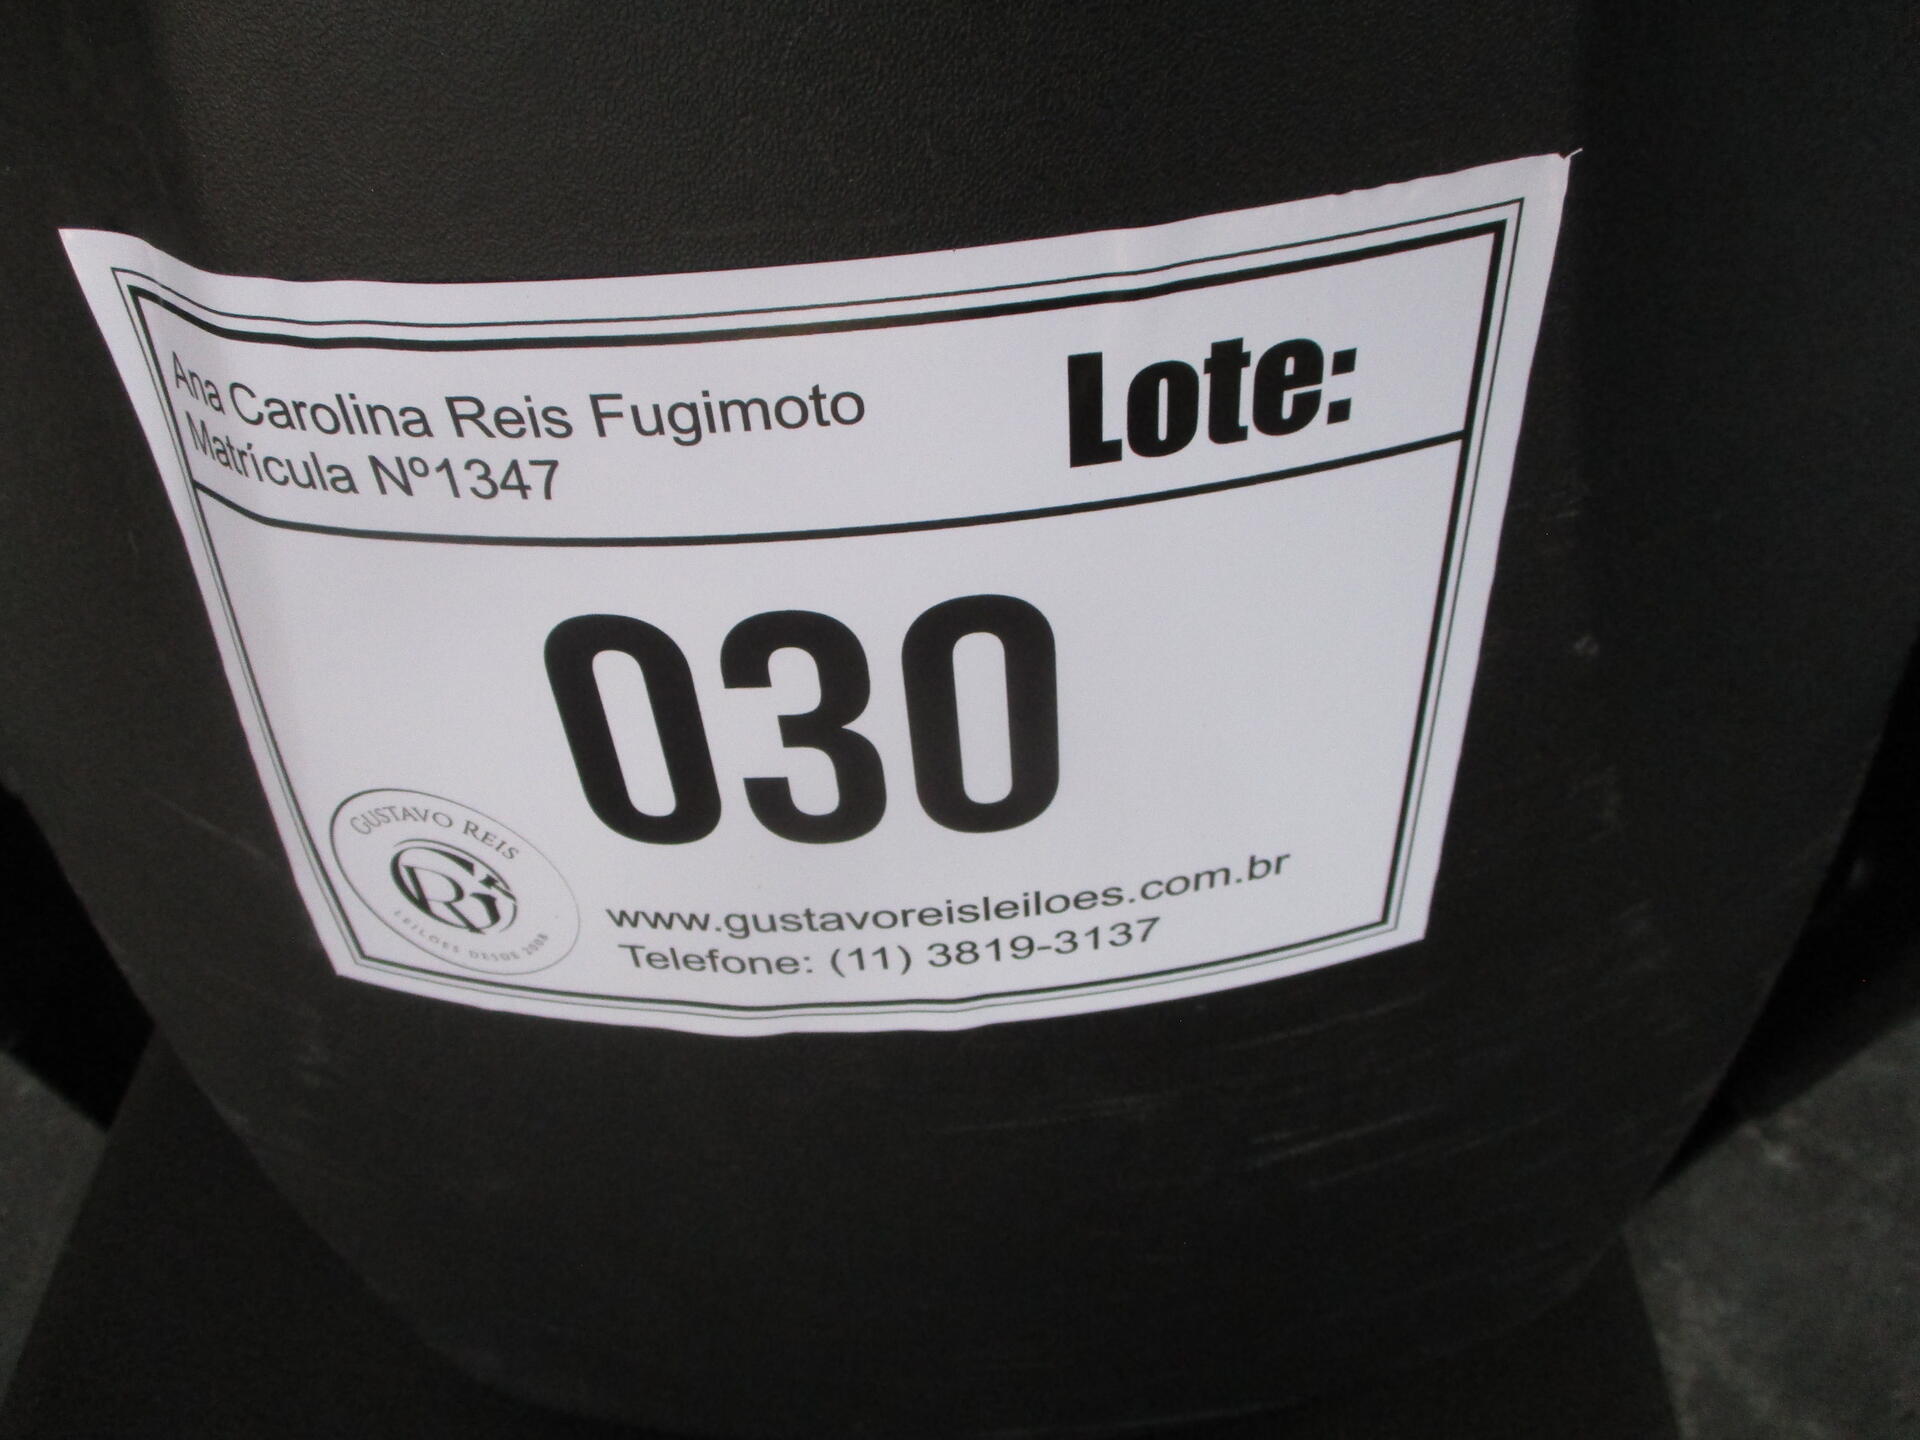 Ana Carolina Reis Fugimoto
Matrícula Nº1347
Lote:
030
GUSTAVO REIS
GR
LEILOES DESDE 2008
www.gustavoreisleiloes.com.br
Telefone: (11) 3819-3137